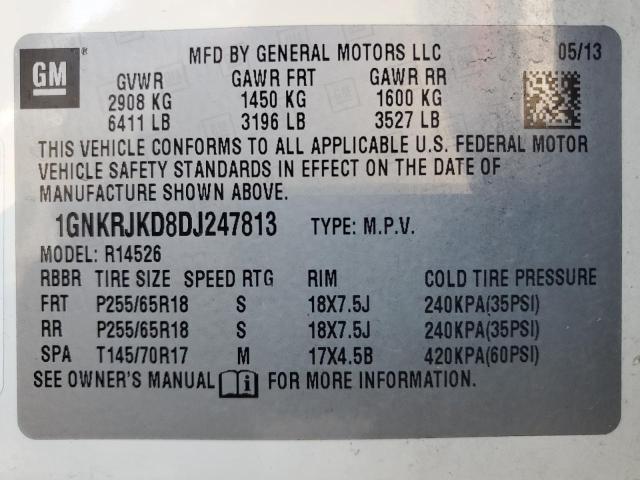 GM ®
MFD BY GENERAL MOTORS LLC 05/13
GVWR GAWR FRT GAWR RR
2908 KG 1450 KG 1600 KG
6411 LB 3196 LB 3527 LB
THIS VEHICLE CONFORMS TO ALL APPLICABLE U.S. FEDERAL MOTOR
VEHICLE SAFETY STANDARDS IN EFFECT ON THE DATE OF
MANUFACTURE SHOWN ABOVE.
1GNKRJKD8DJ247813 TYPE: M.P.V.
MODEL: R14526
RBBR TIRE SIZE SPEED RTG RIM COLD TIRE PRESSURE
FRT P255/65R18 S 18X7.5J 240KPA(35PSI)
RR P255/65R18 S 18X7.5J 240KPA(35PSI)
SPA T145/70R17 M 17X4.5B 420KPA(60PSI)
SEE OWNER'S MANUAL i FOR MORE INFORMATION.